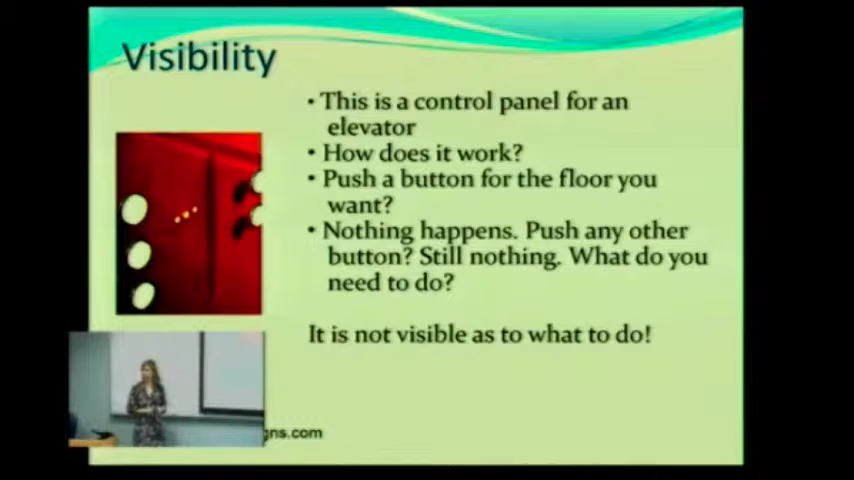 Visibility
• This is a control panel for an
elevator
• How does it work?
• Push a button for the floor you
want?
• Nothing happens. Push any other
button? Still nothing. What do you
need to do?
It is not visible as to what to do!
gns.com